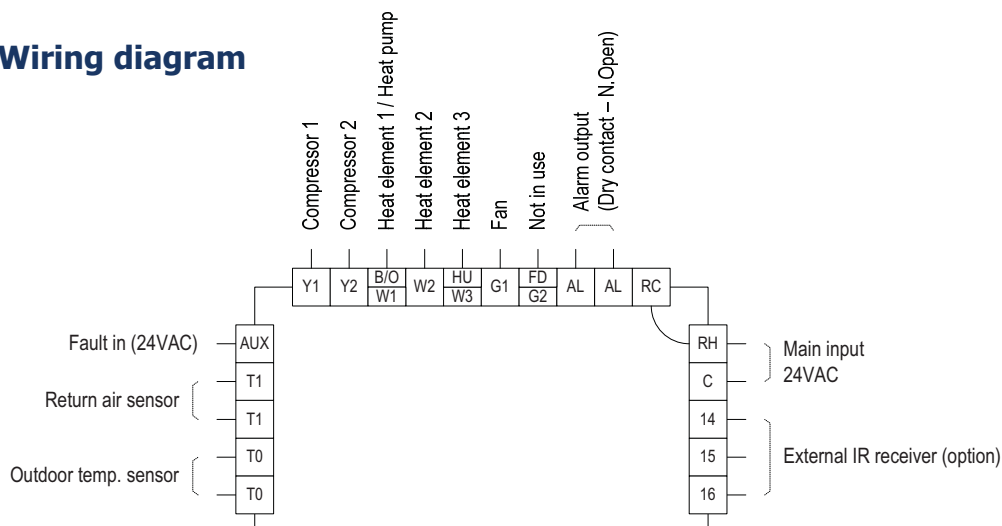 Wiring diagram
Compressor 1
Compressor 2
Heat element 1 / Heat pump
Heat element 2
Heat element 3
Fan
Not in use
Alarm output
(Dry contact – N.Open)
Y1
Y2
B/O
W1
W2
HU
W3
G1
FD
G2
AL
AL
RC
Fault in (24VAC)
AUX
Return air sensor
T1
T1
Outdoor temp. sensor
T0
T0
RH
C
Main input
24VAC
14
15
16
External IR receiver (option)